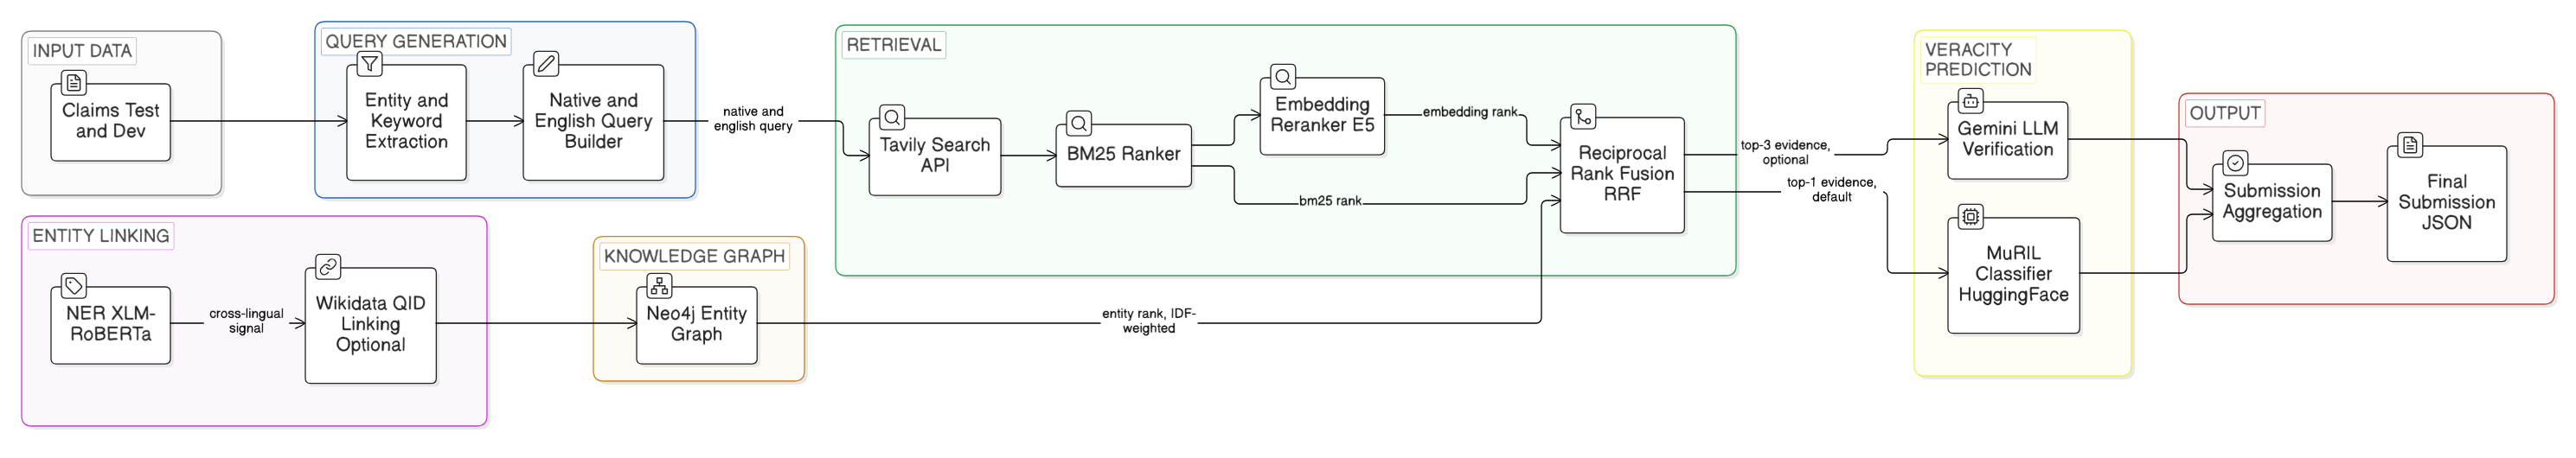 INPUT DATA
Claims Test
and Dev
QUERY GENERATION
Entity and
Keyword
Extraction
Native and
English Query
Builder
native and
english query
RETRIEVAL
Tavily Search
API
BM25 Ranker
Embedding
Reranker E5
embedding rank
bm25 rank
Reciprocal
Rank Fusion
RRF
top-3 evidence,
optional
top-1 evidence,
default
VERACITY
PREDICTION
Gemini LLM
Verification
MuRIL
Classifier
HuggingFace
OUTPUT
Submission
Aggregation
Final
Submission
JSON
ENTITY LINKING
NER XLM-
RoBERTa
cross-lingual
signal
Wikidata QID
Linking
Optional
KNOWLEDGE GRAPH
Neo4j Entity
Graph
entity rank, IDF-
weighted